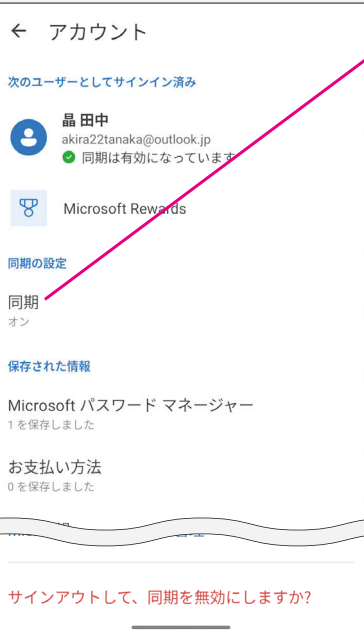 ← アカウント
次のユーザーとしてサインイン済み
晶 田中
akira22tanaka@outlook.jp
同期は有効になっています
Microsoft Rewards
同期の設定
同期
オン
保存された情報
Microsoft パスワード マネージャー
1 を保存しました
お支払い方法
0 を保存しました
サインアウトして、同期を無効にしますか?